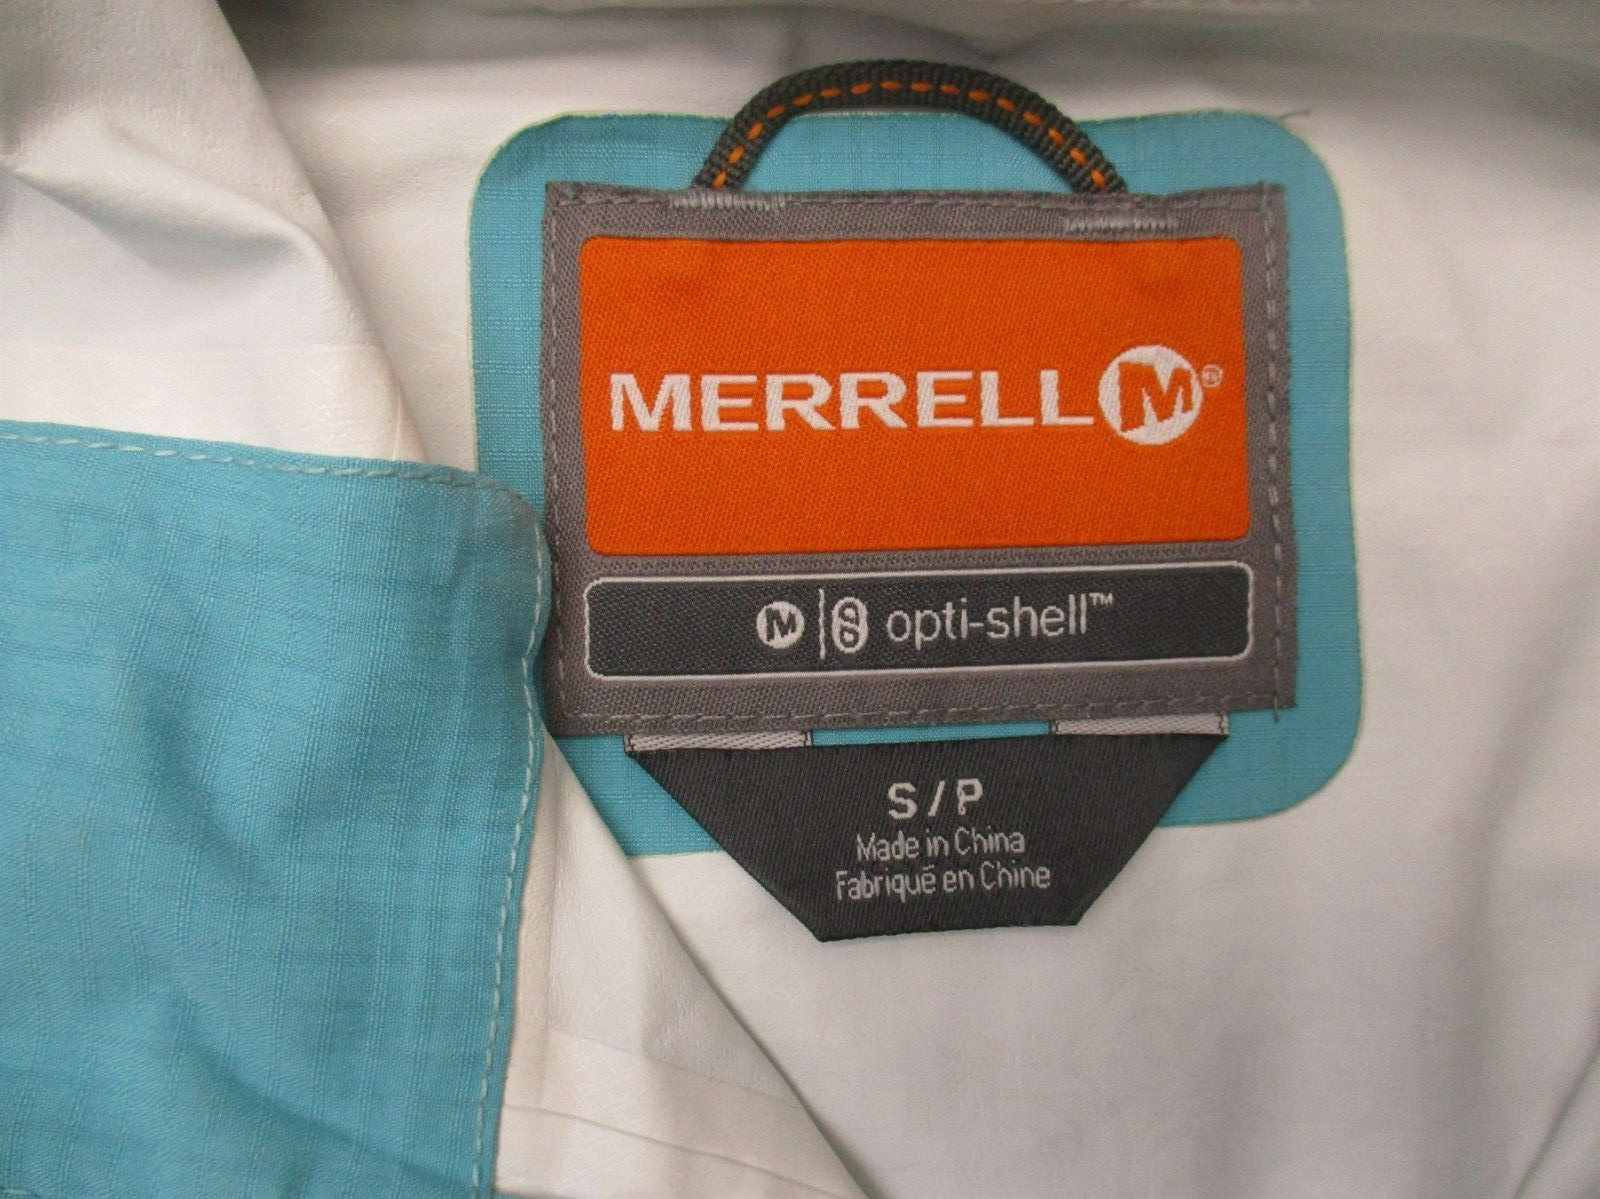 MERRELL M®
M opti-shell™
S / P
Made in China
Fabriqué en Chine